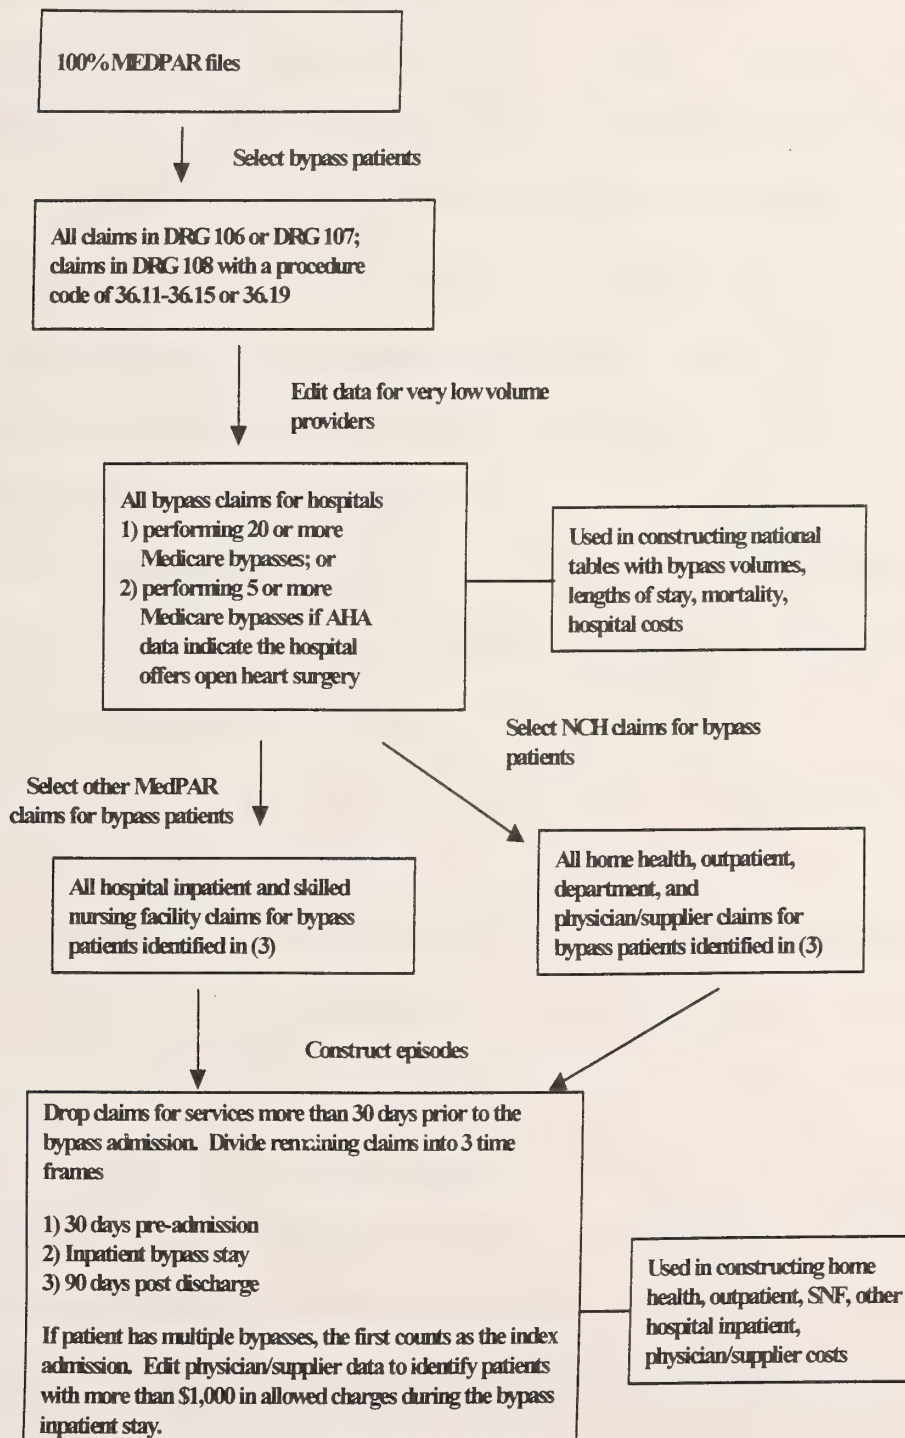 100% MEDPAR files
Select bypass patients
All claims in DRG 106 or DRG 107;
claims in DRG 108 with a procedure
code of 36.11-36.15 or 36.19
Edit data for very low volume
providers
All bypass claims for hospitals
1) performing 20 or more
Medicare bypasses; or
2) performing 5 or more
Medicare bypasses if AHA
data indicate the hospital
offers open heart surgery
Used in constructing national
tables with bypass volumes,
lengths of stay, mortality,
hospital costs
Select NCH claims for bypass
patients
Select other MedPAR
claims for bypass patients
All hospital inpatient and skilled
nursing facility claims for bypass
patients identified in (3)
All home health, outpatient,
department, and
physician/supplier claims for
bypass patients identified in (3)
Construct episodes
Drop claims for services more than 30 days prior to the
bypass admission. Divide remaining claims into 3 time
frames
1) 30 days pre-admission
2) Inpatient bypass stay
3) 90 days post discharge
If patient has multiple bypasses, the first counts as the index
admission. Edit physician/supplier data to identify patients
with more than $1,000 in allowed charges during the bypass
inpatient stay.
Used in constructing home
health, outpatient, SNF, other
hospital inpatient,
physician/supplier costs